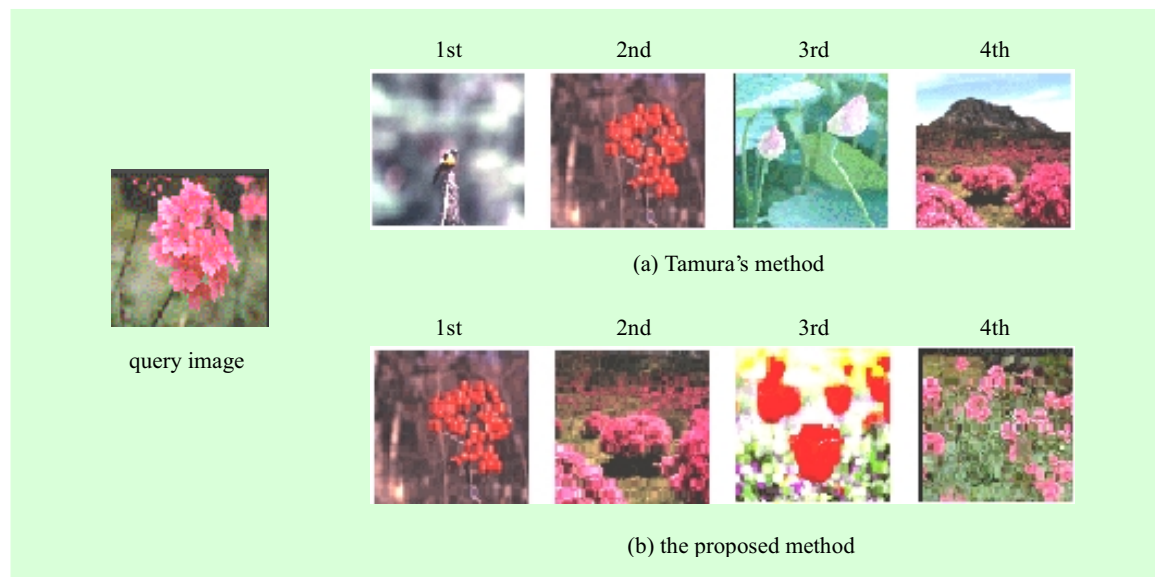 1st 2nd 3rd 4th
(a) Tamura’s method
query image
1st 2nd 3rd 4th
(b) the proposed method